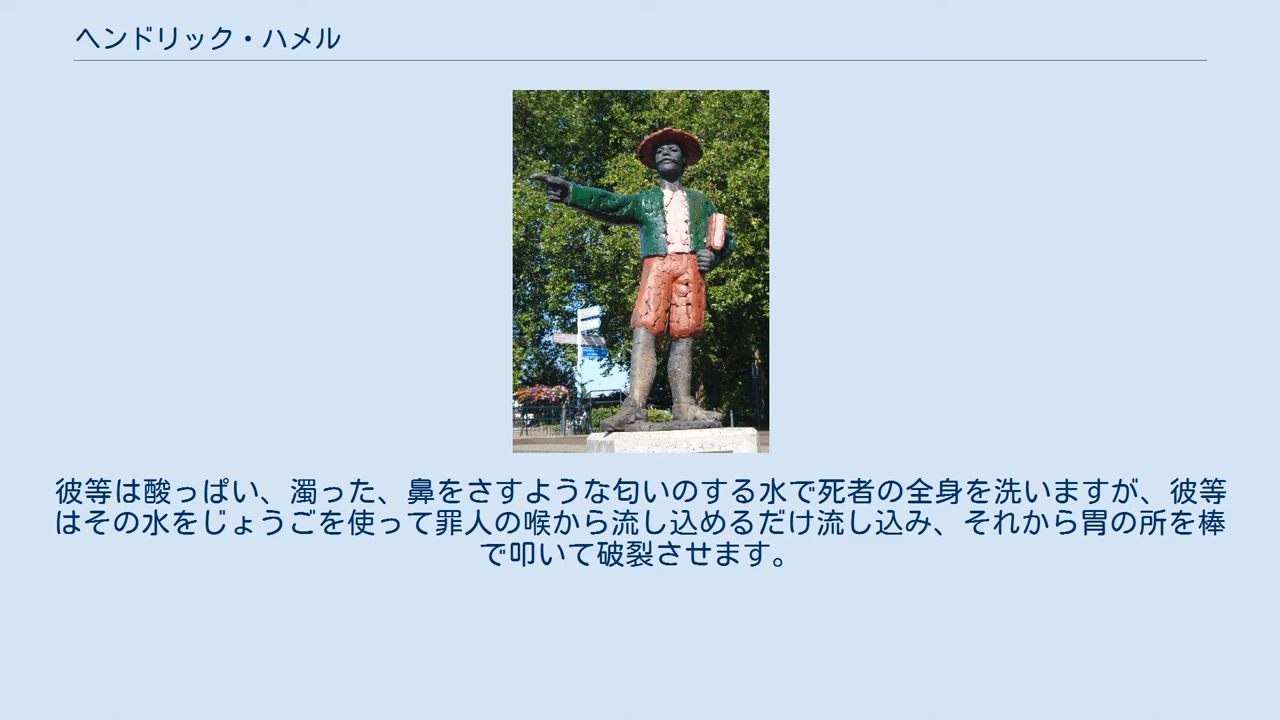 ヘンドリック・ハメル
彼等は酸っぱい、濁った、鼻をさすような匂いのする水で死者の全身を洗いますが、彼等
はその水をじょうごを使って罪人の喉から流し込めるだけ流し込み、それから胃の所を棒
で叩いて破裂させます。